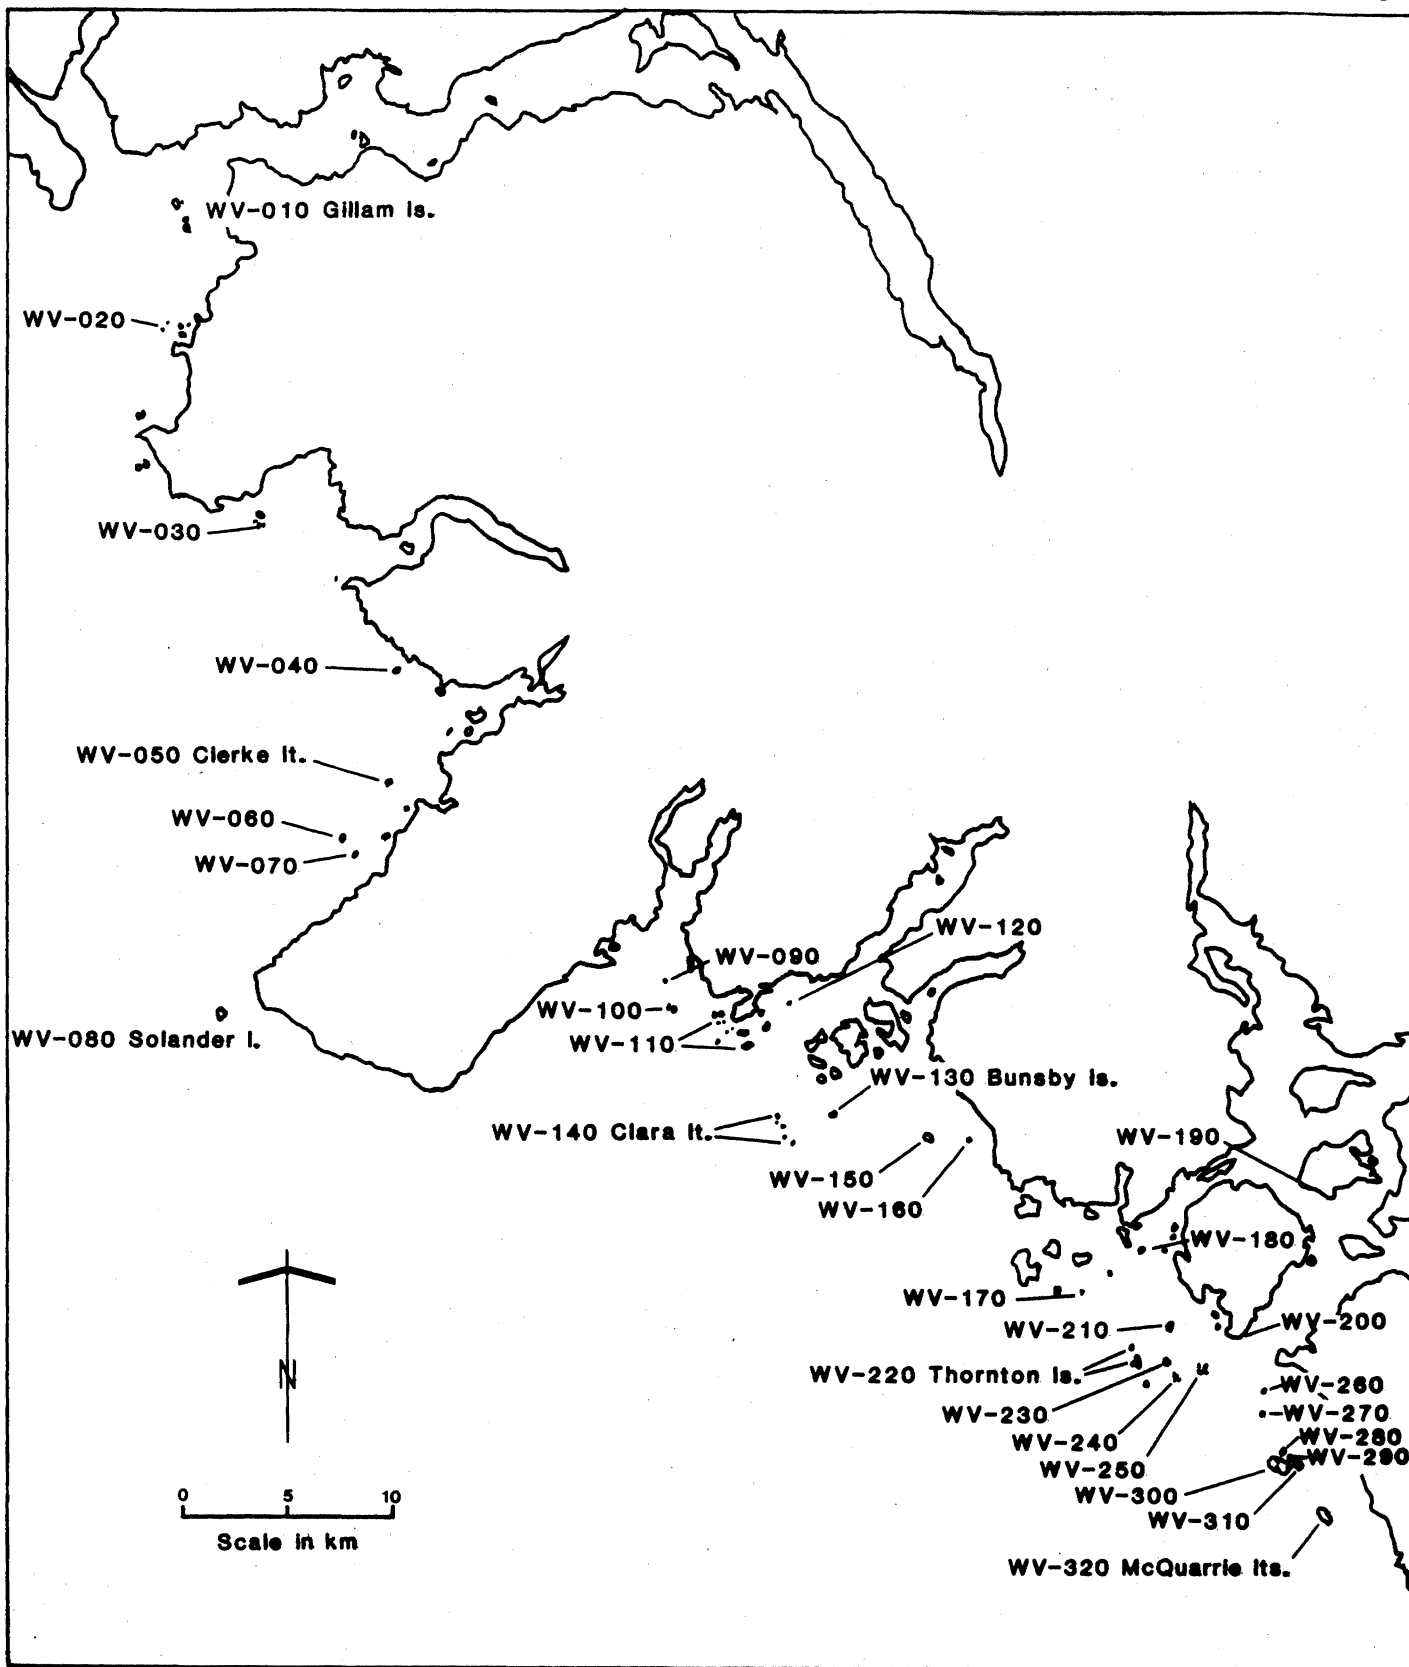 WV-010 Gillam Is.
WV-020
WV-030
WV-040
WV-050 Clerke It.
WV-060
WV-070
WV-120
WV-090
WV-100
WV-080 Solander I.
WV-110
WV-130 Bunsby Is.
WV-140 Clara It.
WV-190
WV-150
WV-160
WV-180
WV-170
WV-210
WV-200
WV-220 Thornton Is.
WV-260
WV-230
WV-270
WV-240
WV-280
WV-290
WV-250
WV-300
WV-310
N
0 5 10
Scale in km
WV-320 McQuarrie Its.